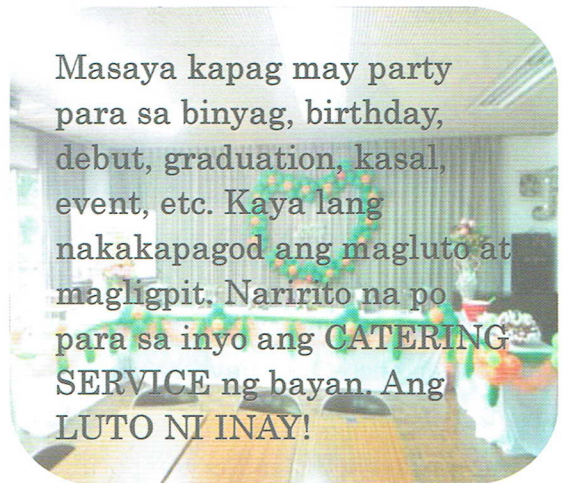 Masaya kapag may party
para sa binyag, birthday,
debut, graduation, kasal,
event, etc. Kaya lang
nakakapagod ang magluto at
magligpit. Naririto na po
para sa inyo ang CATERING
SERVICE ng bayan. Ang
LUTO NI INAY!